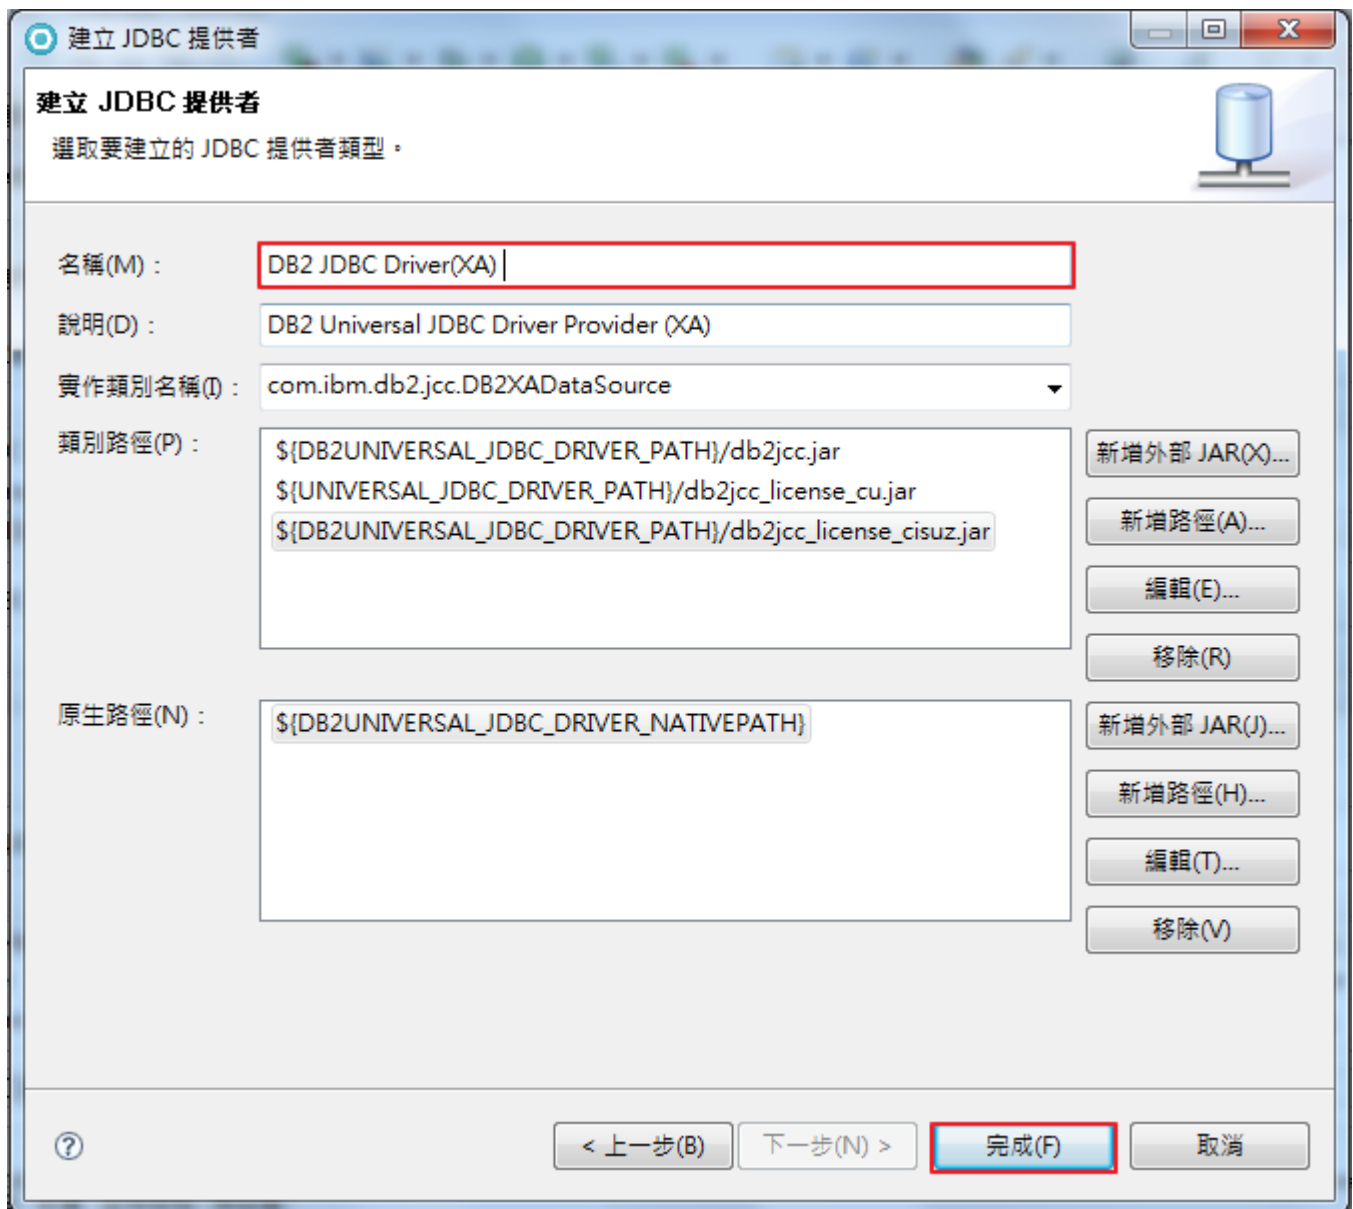 建立 JDBC 提供者
建立 JDBC 提供者
選取要建立的 JDBC 提供者類型。
名稱(M)：
DB2 JDBC Driver(XA)
說明(D)：
DB2 Universal JDBC Driver Provider (XA)
實作類別名稱(I)：
com.ibm.db2.jcc.DB2XADataSource
類別路徑(P)：
${DB2UNIVERSAL_JDBC_DRIVER_PATH}/db2jcc.jar
${UNIVERSAL_JDBC_DRIVER_PATH}/db2jcc_license_cu.jar
${DB2UNIVERSAL_JDBC_DRIVER_PATH}/db2jcc_license_cisuz.jar
新增外部 JAR(X)...
新增路徑(A)...
編輯(E)...
移除(R)
原生路徑(N)：
${DB2UNIVERSAL_JDBC_DRIVER_NATIVEPATH}
新增外部 JAR(J)...
新增路徑(H)...
編輯(T)...
移除(V)
< 上一步(B)
下一步(N) >
完成(F)
取消